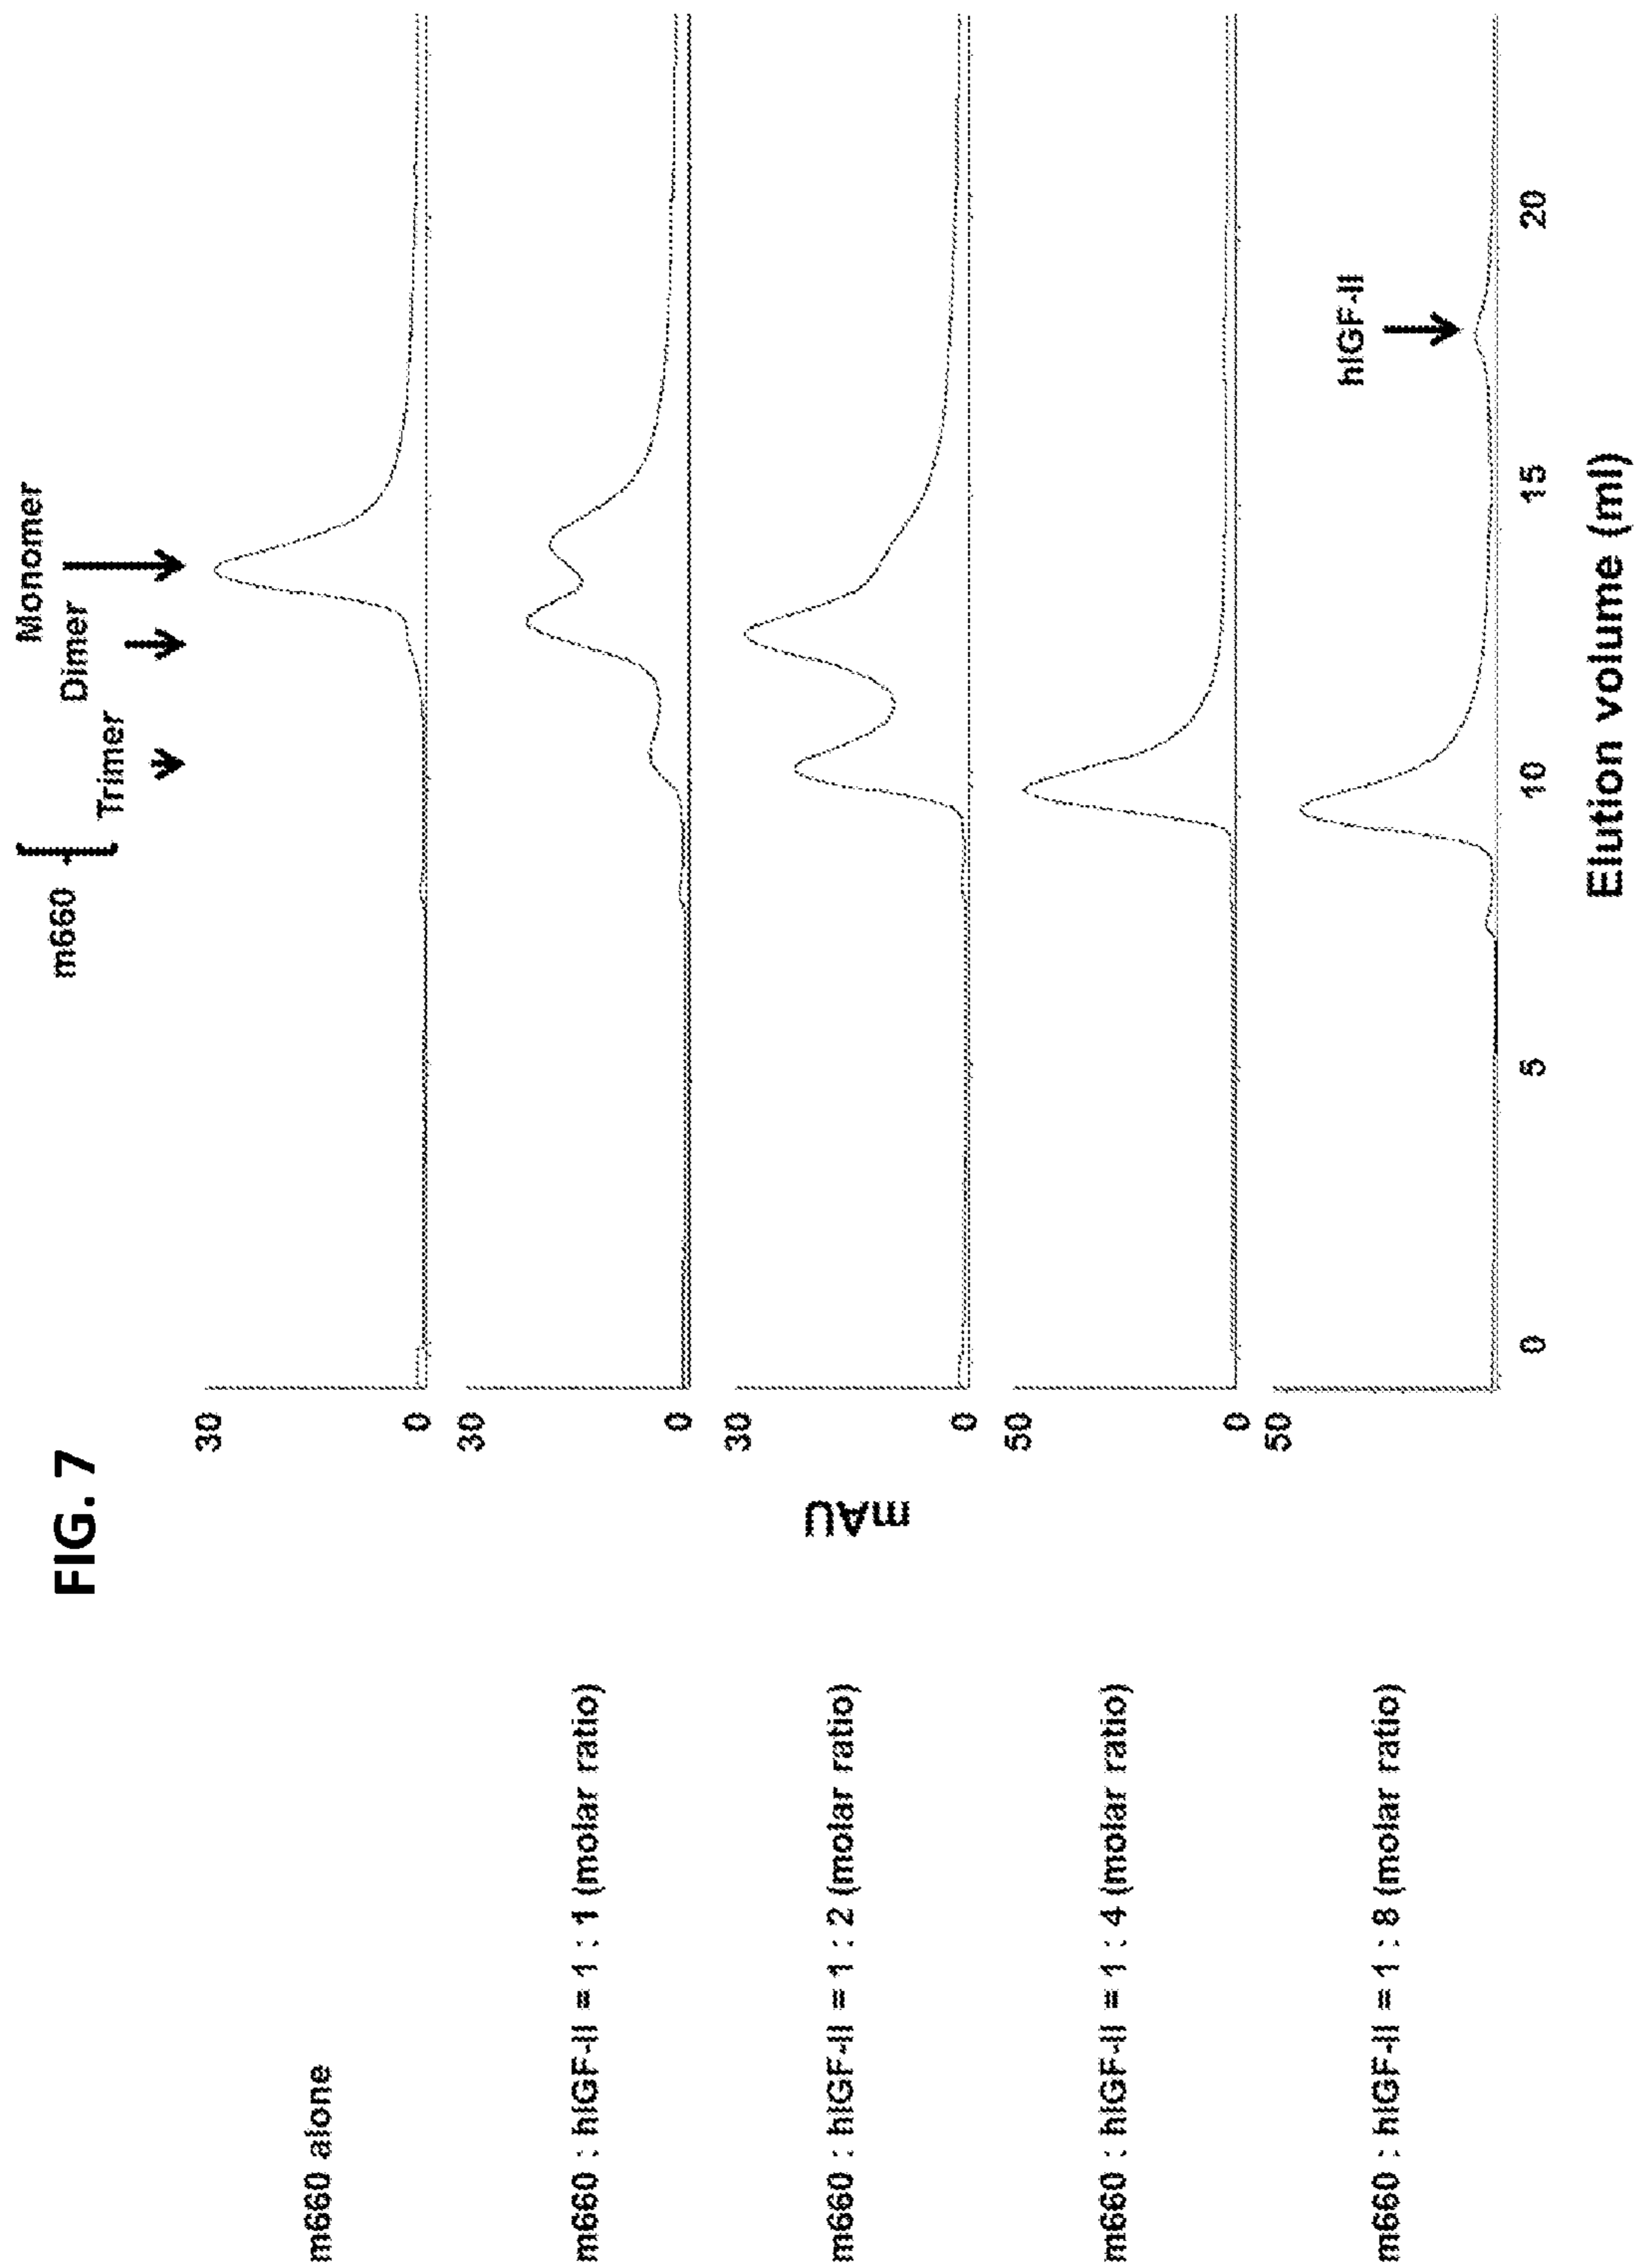 FIG. 7
m660
Trimer
Dimer
Monomer
m660 alone
30
0
m660 : hIGF-II = 1 : 1 (molar ratio)
30
0
m660 : hIGF-II = 1 : 2 (molar ratio)
30
0
m660 : hIGF-II = 1 : 4 (molar ratio)
50
0
m660 : hIGF-II = 1 : 8 (molar ratio)
50
hIGF-II
mAU
0
5
10
15
20
Elution volume (ml)